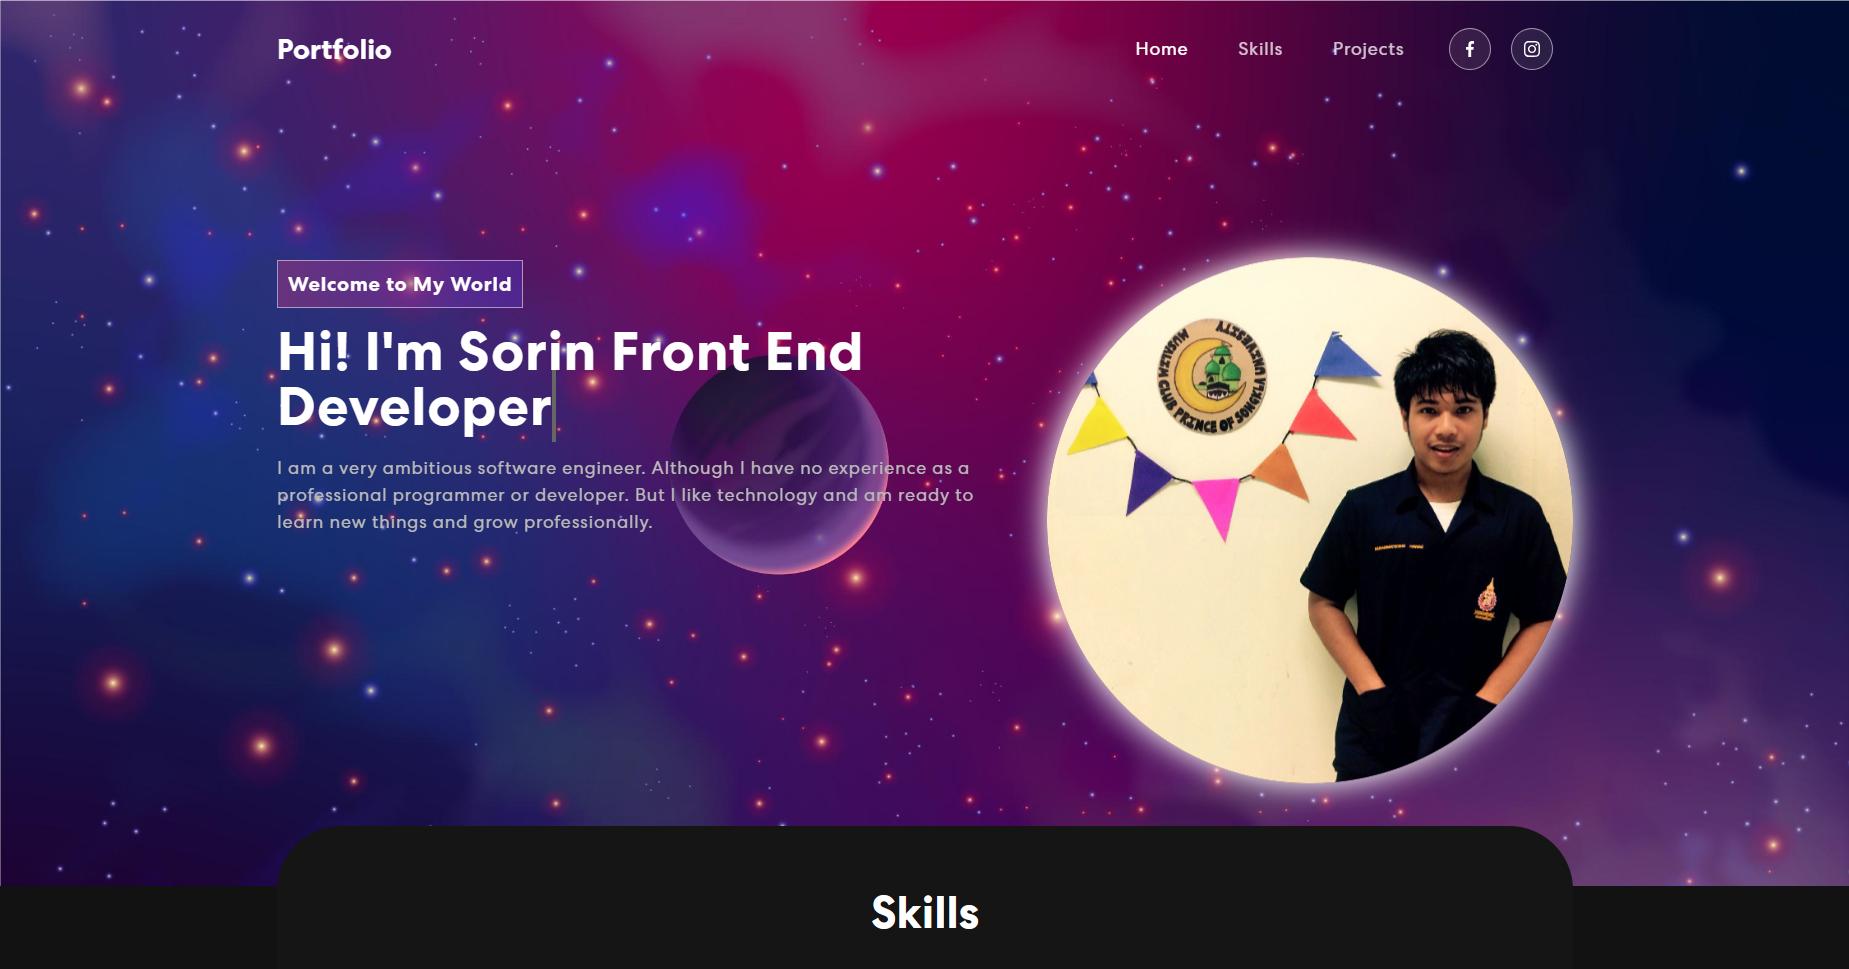 Portfolio
Home Skills Projects
Welcome to My World
Hi! I'm Sorin Front End
Developer
I am a very ambitious software engineer. Although I have no experience as a
professional programmer or developer. But I like technology and am ready to
learn new things and grow professionally.
MUSALIM CLUB PRINCE OF SONGKLA UNIVESITY
Skills